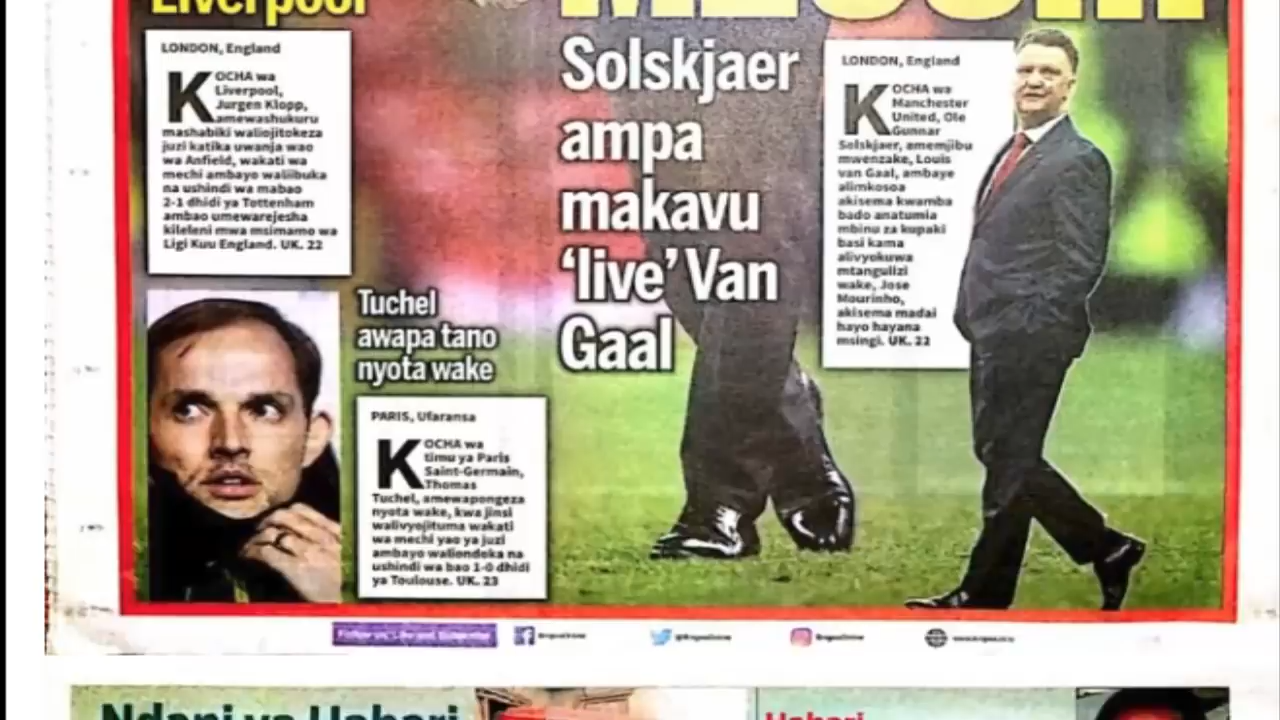 Liverpool
LONDON, England
KOCHA wa
Liverpool,
Jurgen Klopp,
amewashukuru
mashabiki waliojitokeza
juzi katika uwanja wao
wa Anfield, wakati wa
mechi ambayo waliibuka
na ushindi wa mabao
2-1 dhidi ya Tottenham
ambao umewarejesha
kileleni mwa msimamo wa
Ligi Kuu England. UK. 22
Tuchel
awapa tano
nyota wake
PARIS, Ufaransa
KOCHA wa
timu ya Paris
Saint-Germain,
Thomas
Tuchel, amewapongeza
nyota wake, kwa jinsi
walivyojituma wakati
wa mechi yao ya juzi
ambayo waliondoka na
ushindi wa bao 1-0 dhidi
ya Toulouse. UK. 23
Solskjaer
ampa
makavu
‘live’ Van
Gaal
LONDON, England
KOCHA wa
Manchester
United, Ole
Gunnar
Solskjaer, amemjibu
mwenzake, Louis
van Gaal, ambaye
alimkosoa
akisema kwamba
bado anatumia
mbinu za kupaki
basi kama
alivyokuwa
mtangulizi
wake, Jose
Mourinho,
akisema madai
hayo hayana
msingi. UK. 22
Ndani ya Habari
Habari